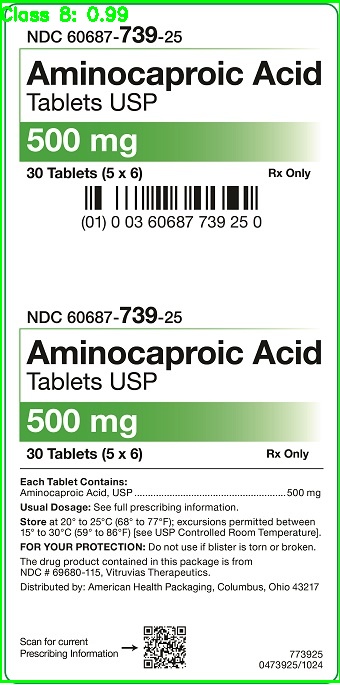 Class 8: 0.99
NDC 60687-739-25
Aminocaproic Acid
Tablets USP
500 mg
30 Tablets (5 x 6) Rx Only
(01) 0 03 60687 739 25 0
NDC 60687-739-25
Aminocaproic Acid
Tablets USP
500 mg
30 Tablets (5 x 6) Rx Only
Each Tablet Contains:
Aminocaproic Acid, USP......................................................500 mg
Usual Dosage: See full prescribing information.
Store at 20° to 25°C (68° to 77°F); excursions permitted between
15° to 30°C (59° to 86°F) [see USP Controlled Room Temperature].
FOR YOUR PROTECTION: Do not use if blister is torn or broken.
The drug product contained in this package is from
NDC # 69680-115, Vitruvias Therapeutics.
Distributed by: American Health Packaging, Columbus, Ohio 43217
Scan for current
Prescribing Information →
773925
0473925/1024